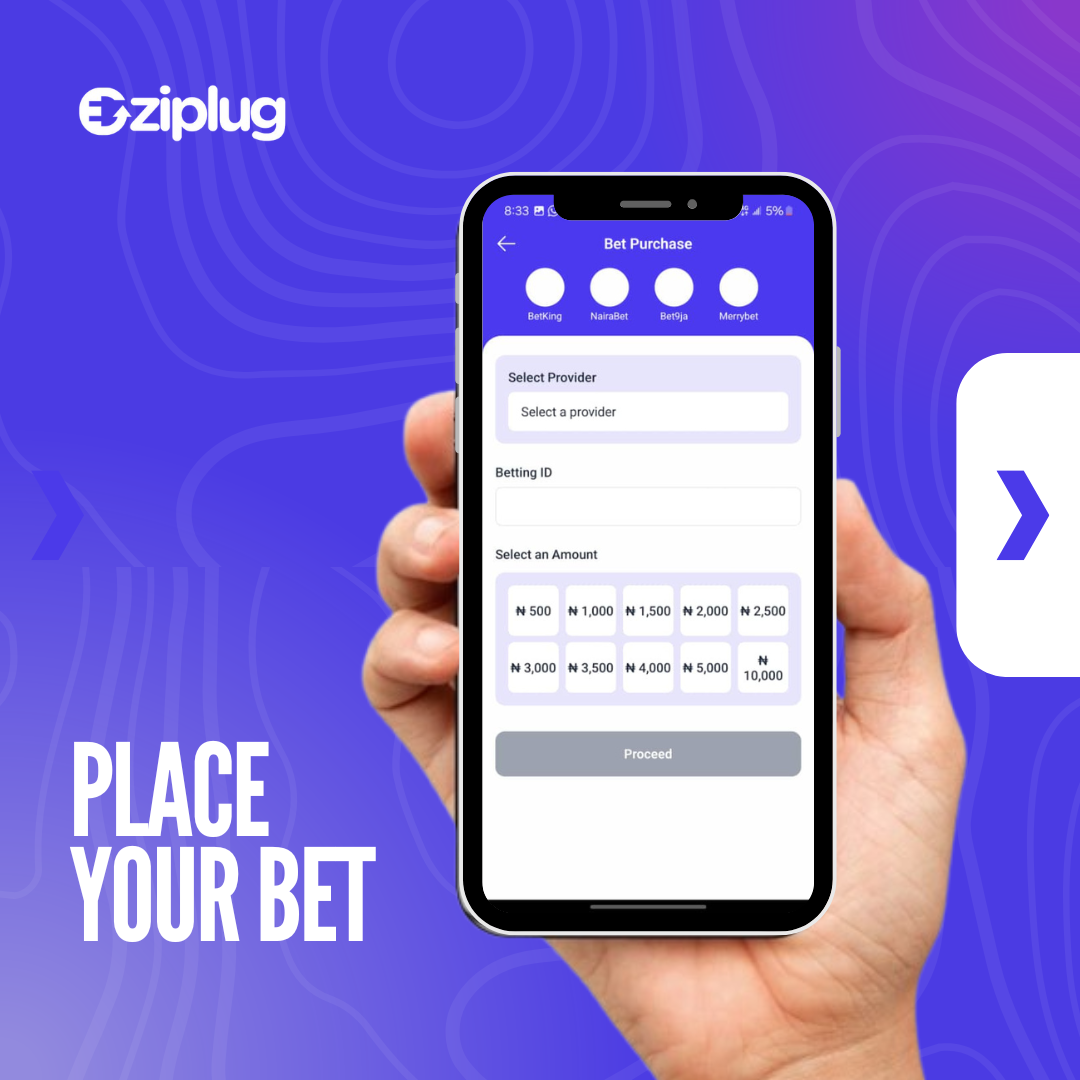 Eziplug
8:33
5%
Bet Purchase
BetKing NairaBet Bet9ja Merrybet
Select Provider
Select a provider
Betting ID
Select an Amount
₦ 500 ₦ 1,000 ₦ 1,500 ₦ 2,000 ₦ 2,500
₦ 3,000 ₦ 3,500 ₦ 4,000 ₦ 5,000 ₦ 10,000
Proceed
PLACE
YOUR BET